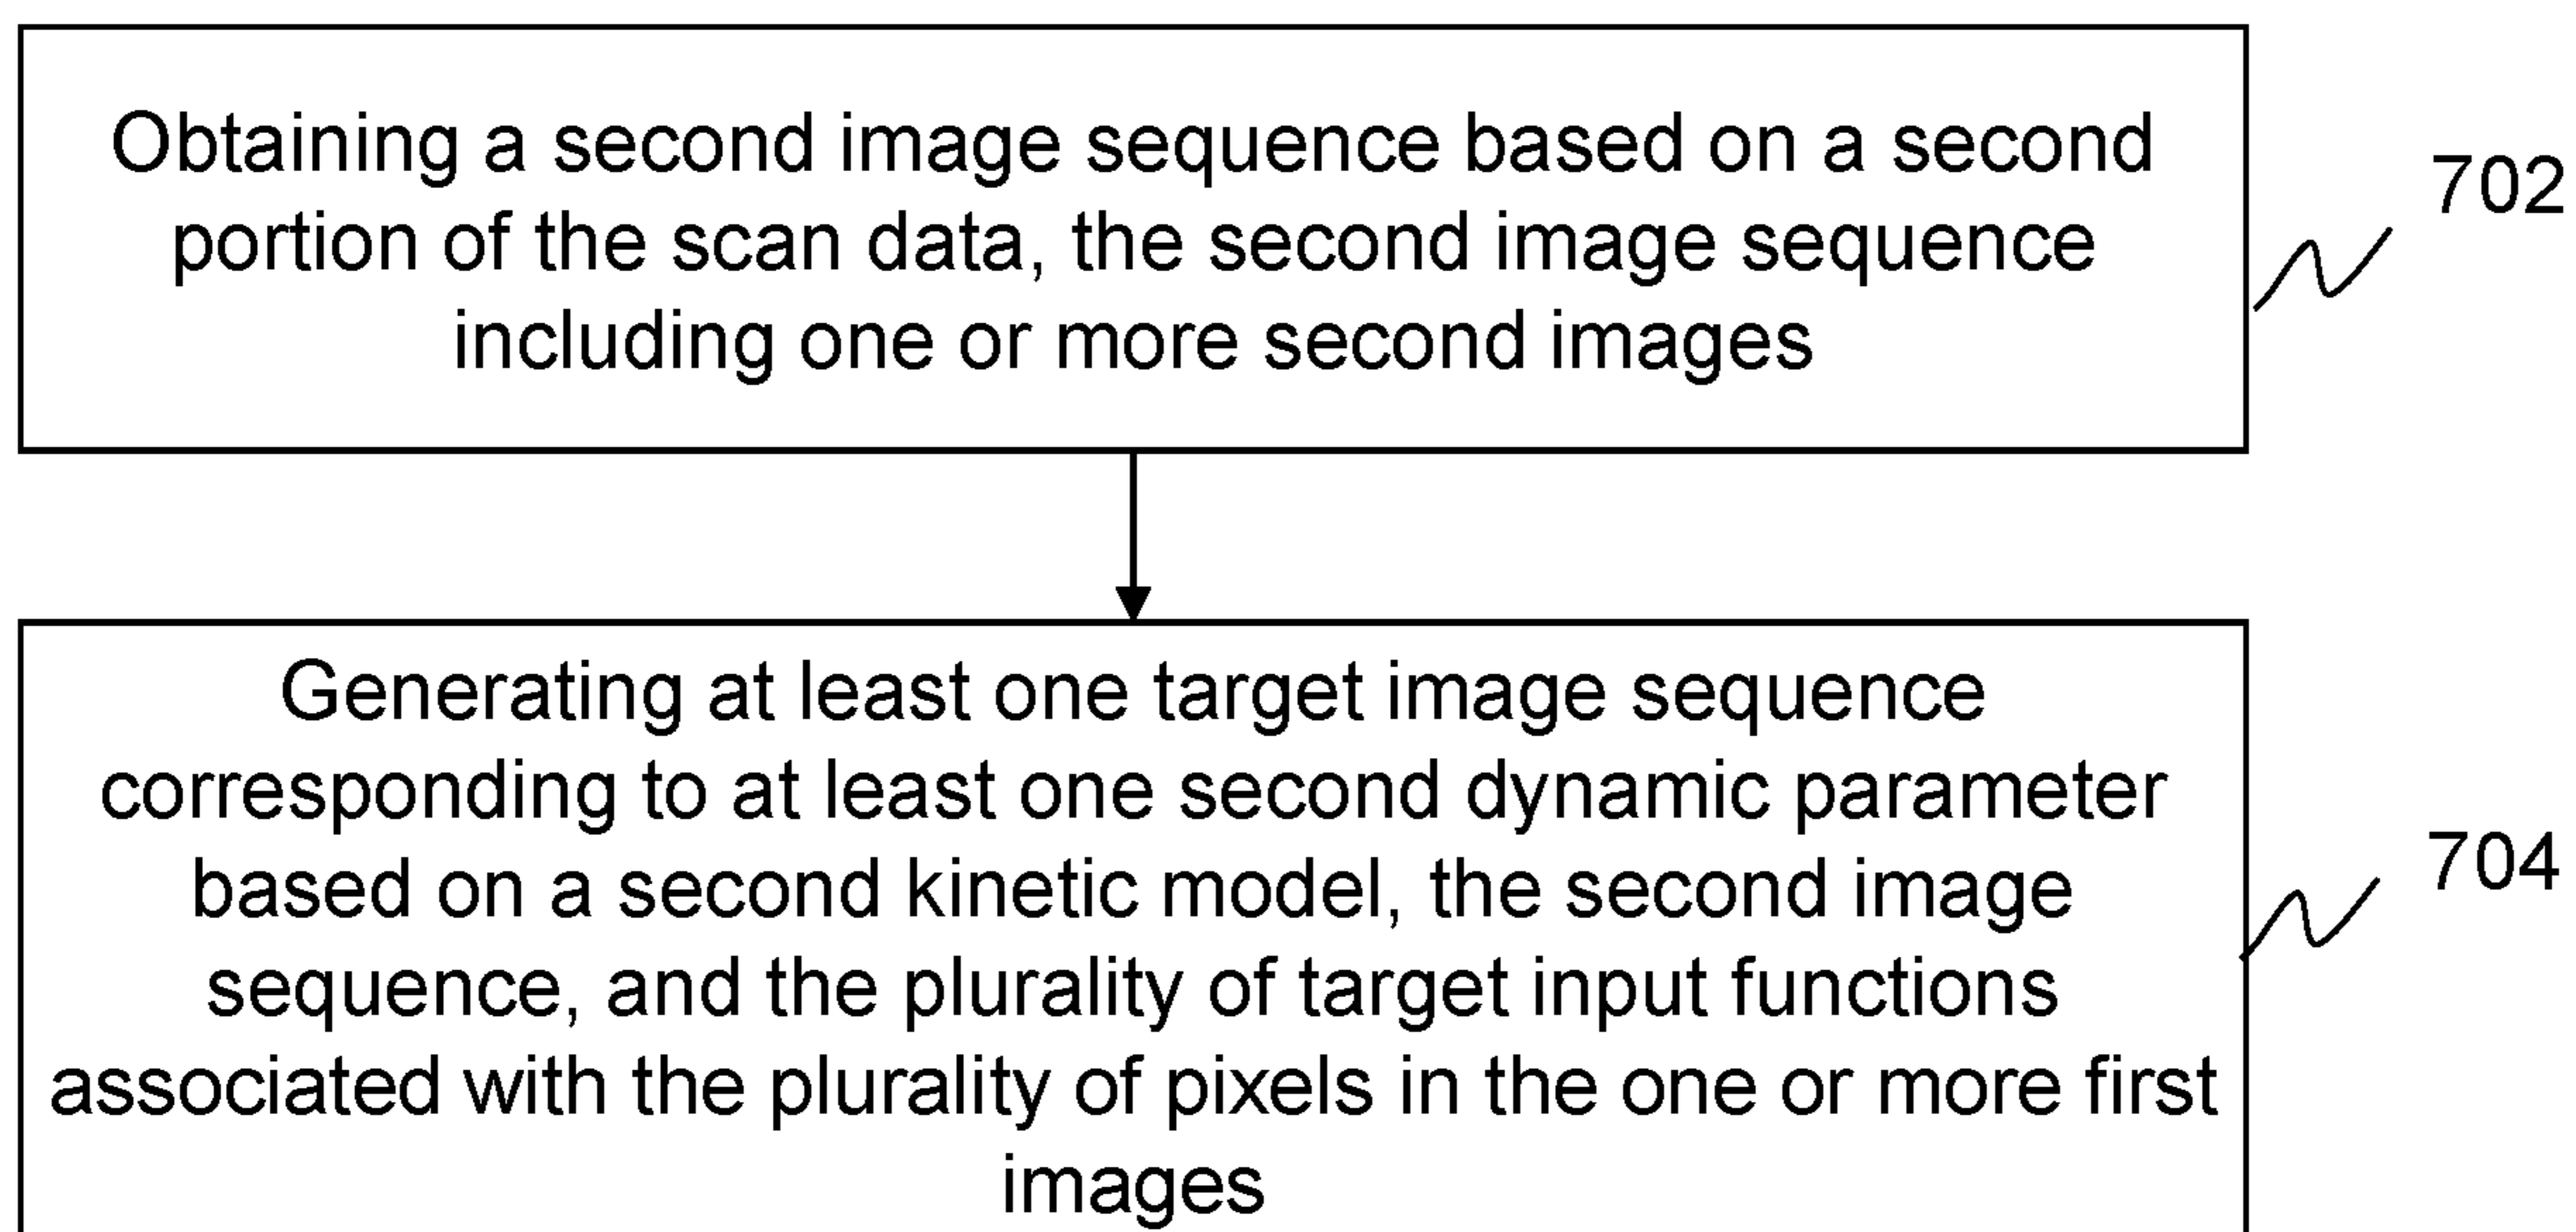 Obtaining a second image sequence based on a second
portion of the scan data, the second image sequence
including one or more second images
702
Generating at least one target image sequence
corresponding to at least one second dynamic parameter
based on a second kinetic model, the second image
sequence, and the plurality of target input functions
associated with the plurality of pixels in the one or more first
images
704